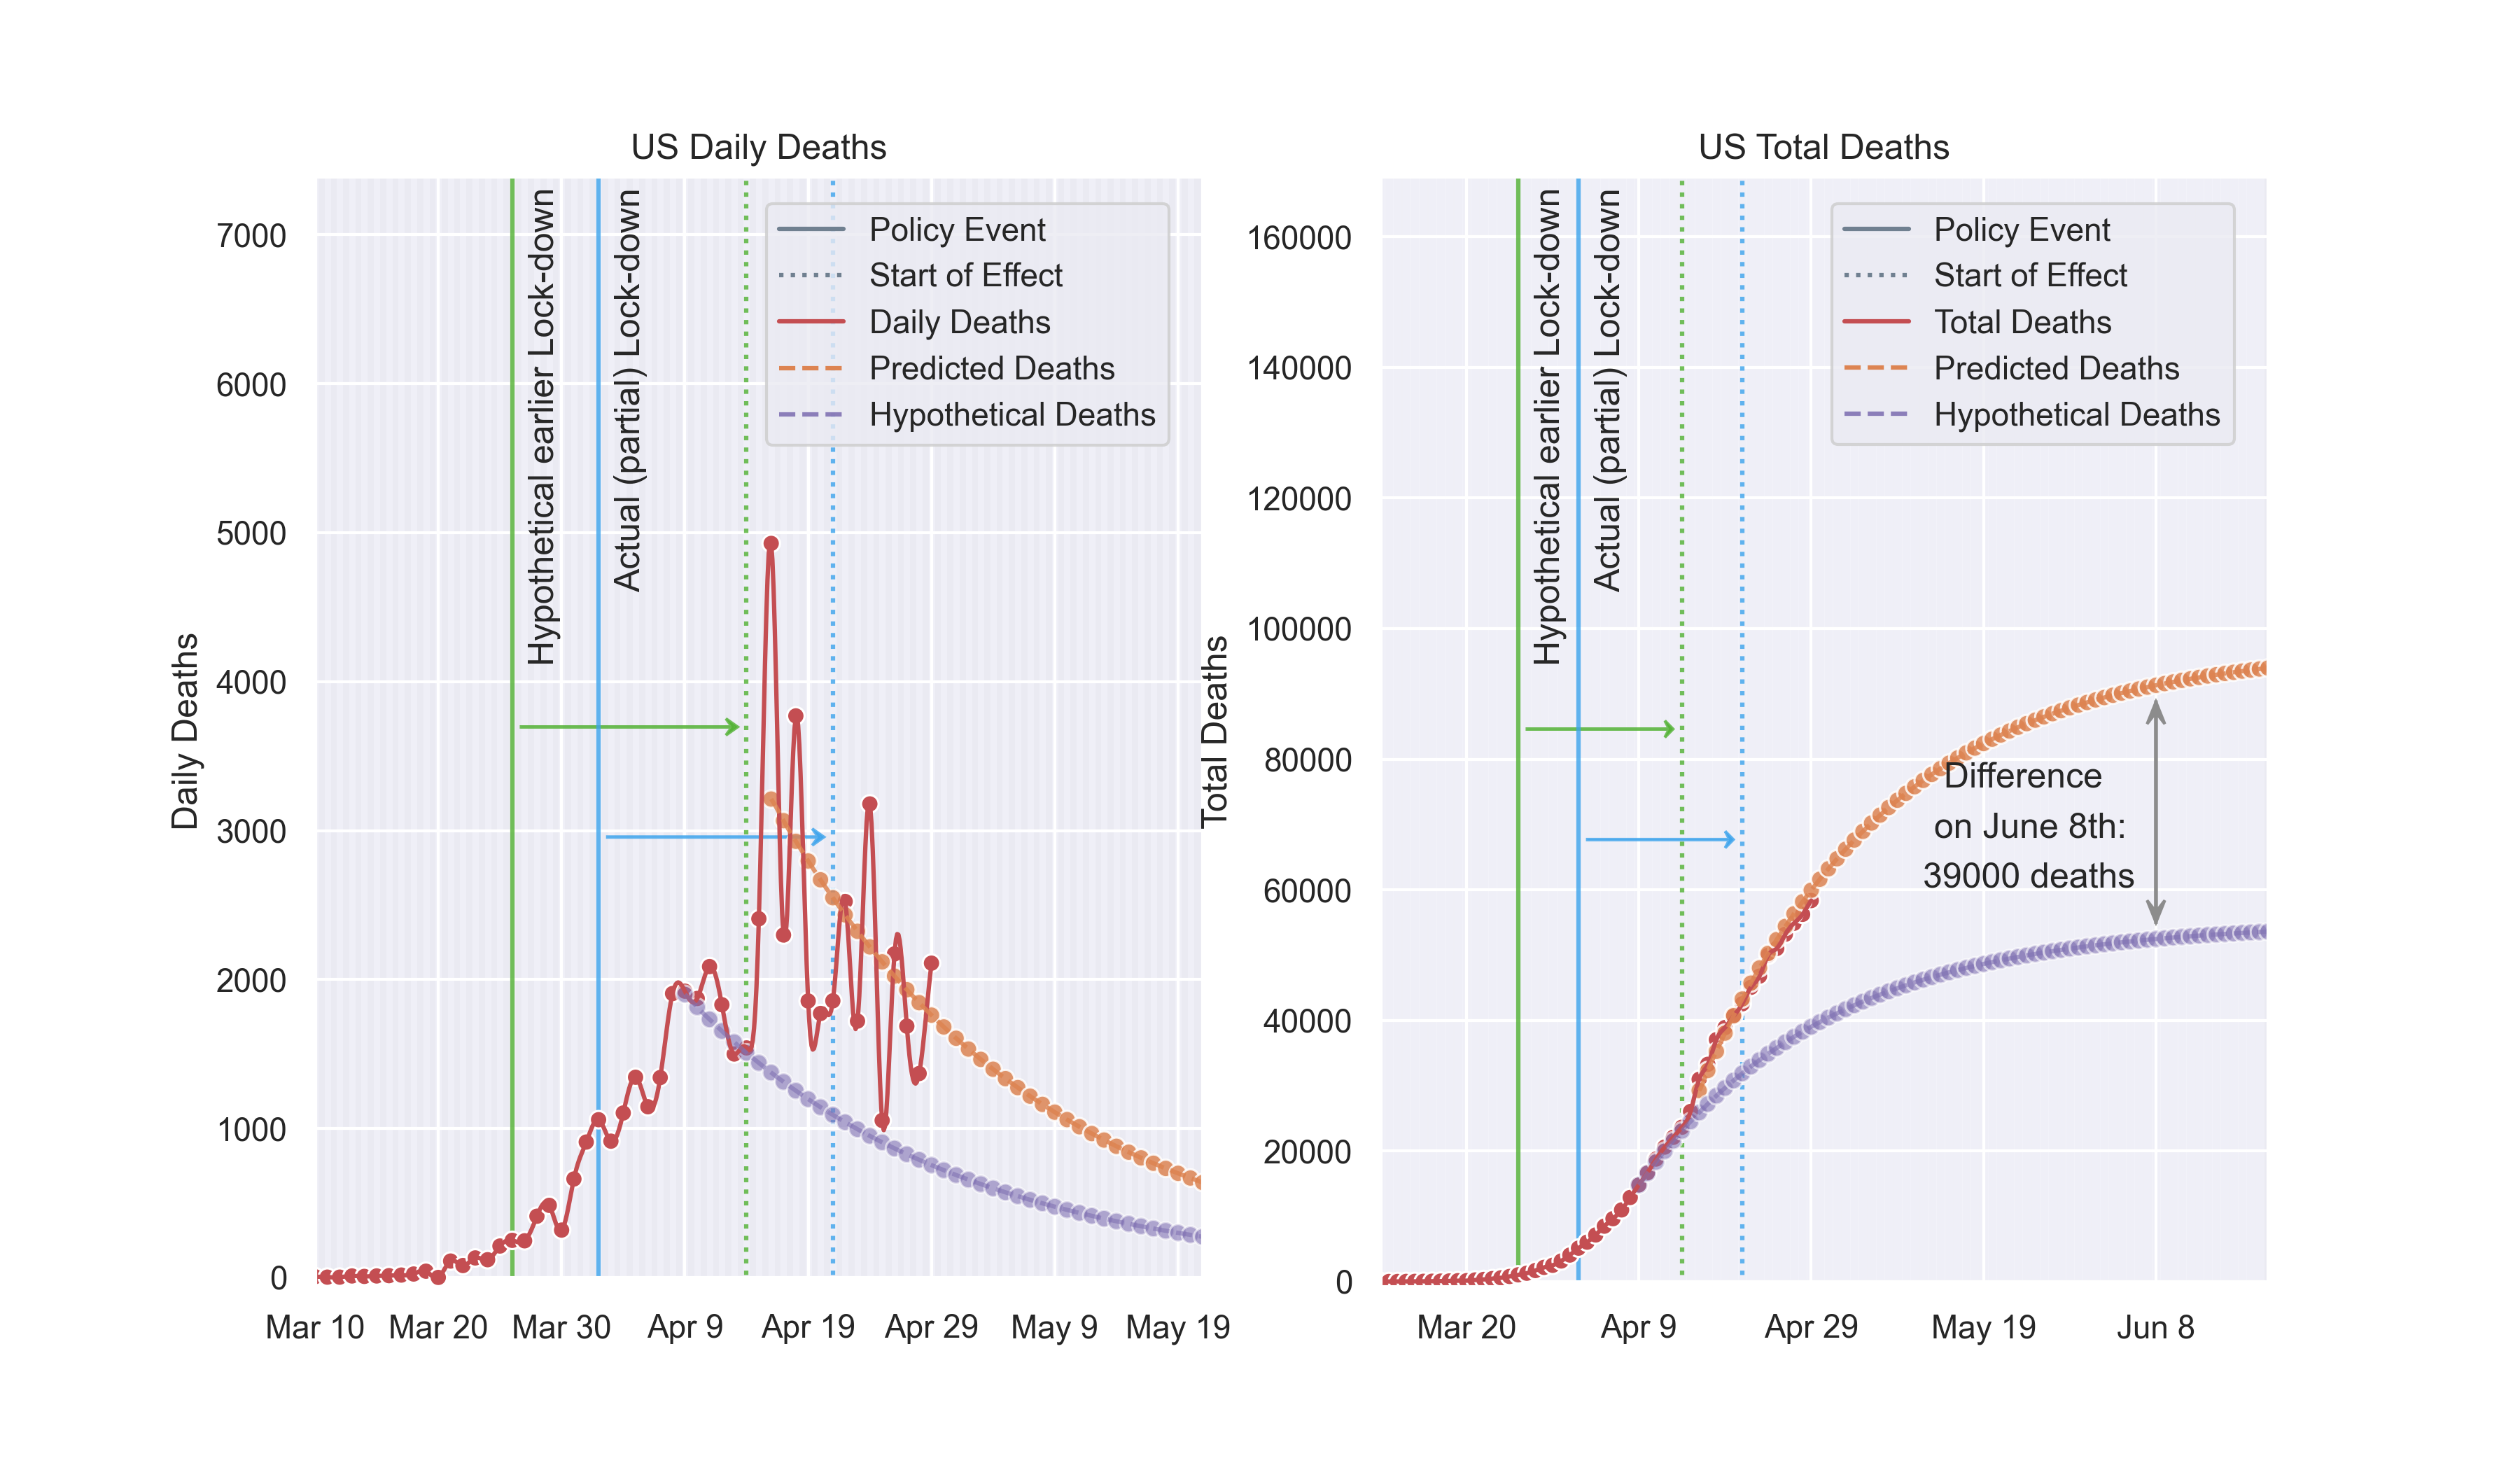 US Daily Deaths
Daily Deaths
7000
6000
5000
4000
3000
2000
1000
0
Mar 10
Mar 20
Mar 30
Apr 9
Apr 19
Apr 29
May 9
May 19
Hypothetical earlier Lock-down
Actual (partial) Lock-down
Policy Event
Start of Effect
Daily Deaths
Predicted Deaths
Hypothetical Deaths
US Total Deaths
Total Deaths
160000
140000
120000
100000
80000
60000
40000
20000
0
Mar 20
Apr 9
Apr 29
May 19
Jun 8
Hypothetical earlier Lock-down
Actual (partial) Lock-down
Policy Event
Start of Effect
Total Deaths
Predicted Deaths
Hypothetical Deaths
Difference
on June 8th:
39000 deaths